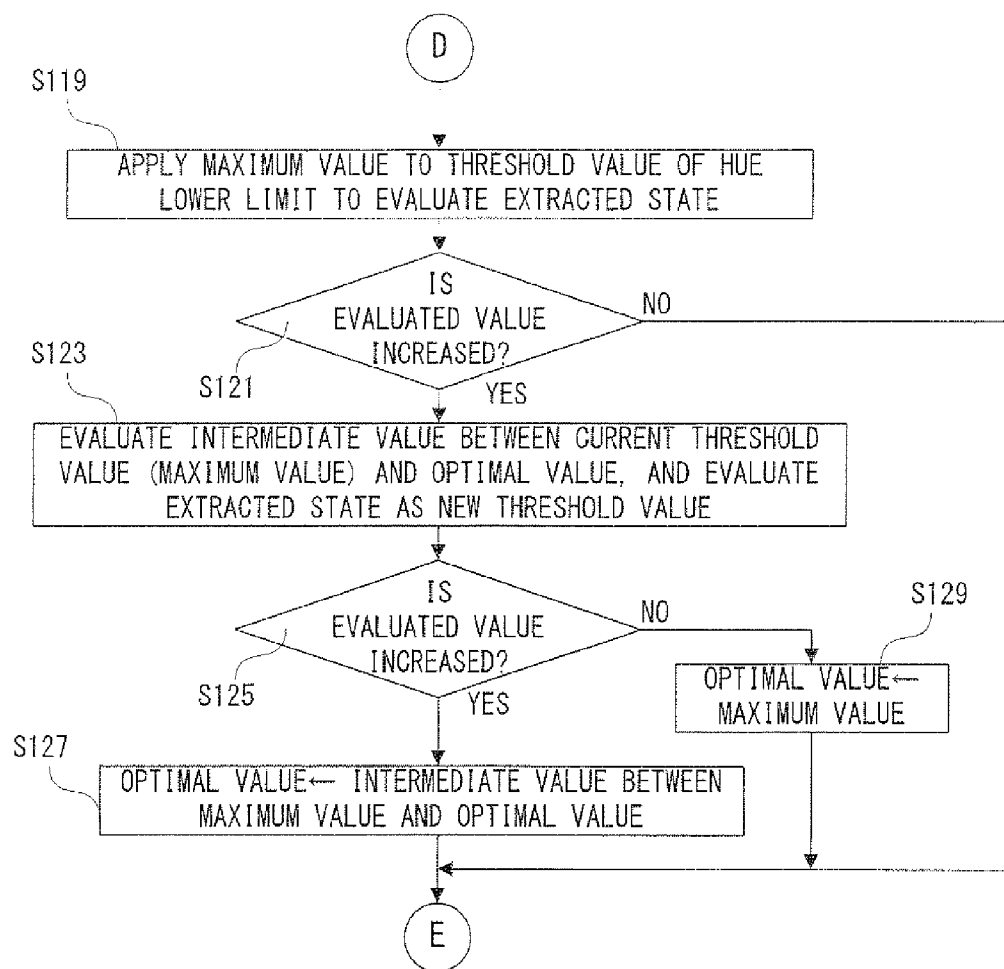 D
S119
APPLY MAXIMUM VALUE TO THRESHOLD VALUE OF HUE
LOWER LIMIT TO EVALUATE EXTRACTED STATE
IS
EVALUATED VALUE
INCREASED?
NO
S121
YES
S123
EVALUATE INTERMEDIATE VALUE BETWEEN CURRENT THRESHOLD
VALUE (MAXIMUM VALUE) AND OPTIMAL VALUE, AND EVALUATE
EXTRACTED STATE AS NEW THRESHOLD VALUE
IS
EVALUATED VALUE
INCREASED?
NO
S125
YES
S129
OPTIMAL VALUE←
MAXIMUM VALUE
S127
OPTIMAL VALUE← INTERMEDIATE VALUE BETWEEN
MAXIMUM VALUE AND OPTIMAL VALUE
E